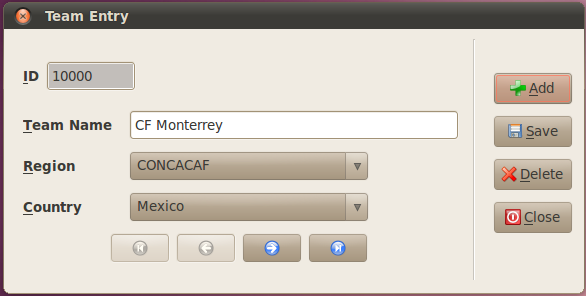 Team Entry
ID 10000
Team Name CF Monterrey
Region CONCACAF
Country Mexico
Add
Save
Delete
Close